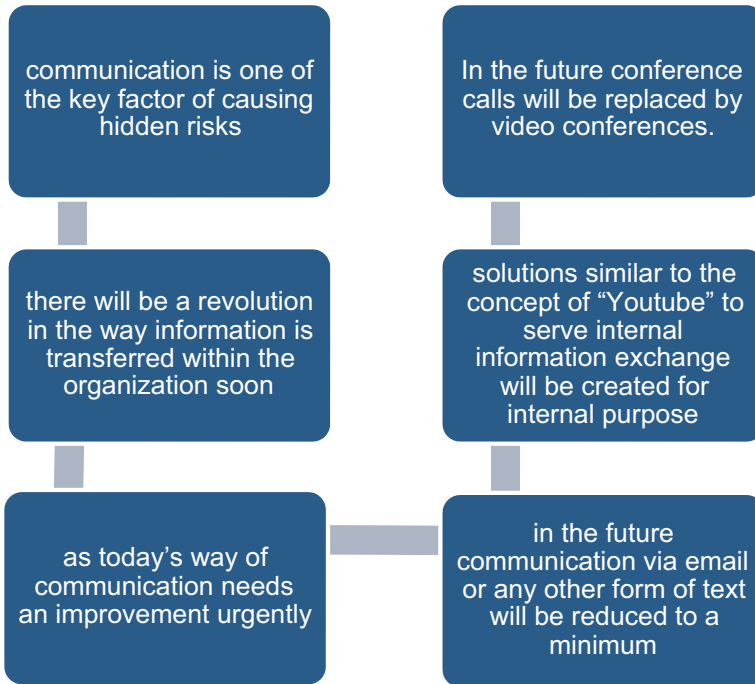 communication is one of
the key factor of causing
hidden risks
there will be a revolution
in the way information is
transferred within the
organization soon
as today’s way of
communication needs
an improvement urgently
in the future
communication via email
or any other form of text
will be reduced to a
minimum
solutions similar to the
concept of “Youtube” to
serve internal
information exchange
will be created for
internal purpose
In the future conference
calls will be replaced by
video conferences.